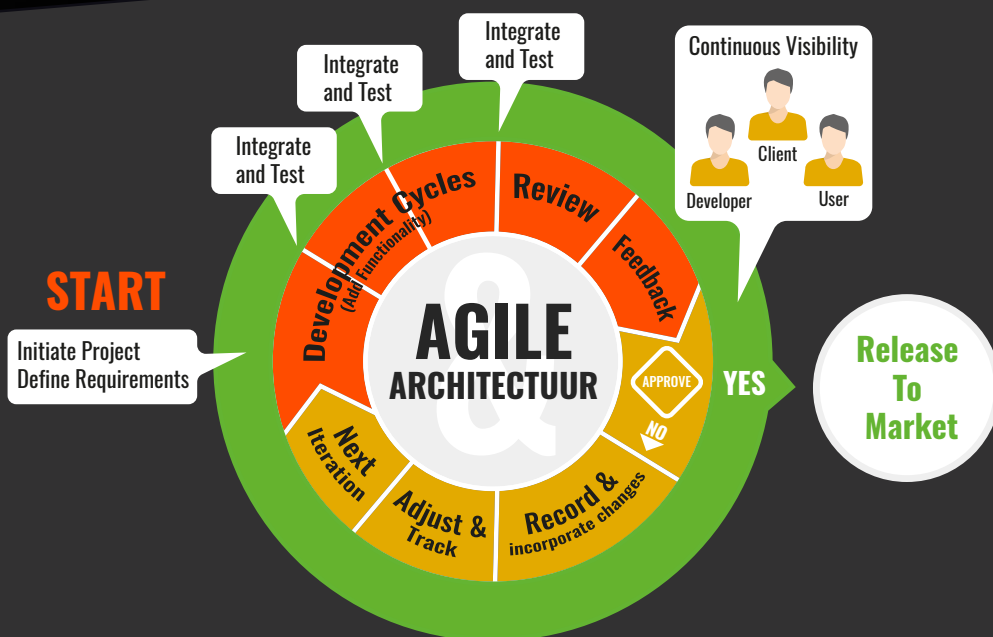 Integrate
and Test
Integrate
and Test
Integrate
and Test
Continuous Visibility
Client
Developer
User
START
Initiate Project
Define Requirements
Development Cycles
(Add Functionality)
Review
Feedback
&
AGILE
ARCHITECTUUR
APPROVE
YES
NO
Release
To
Market
Record &
incorporate changes
Adjust &
Track
Next
Iteration